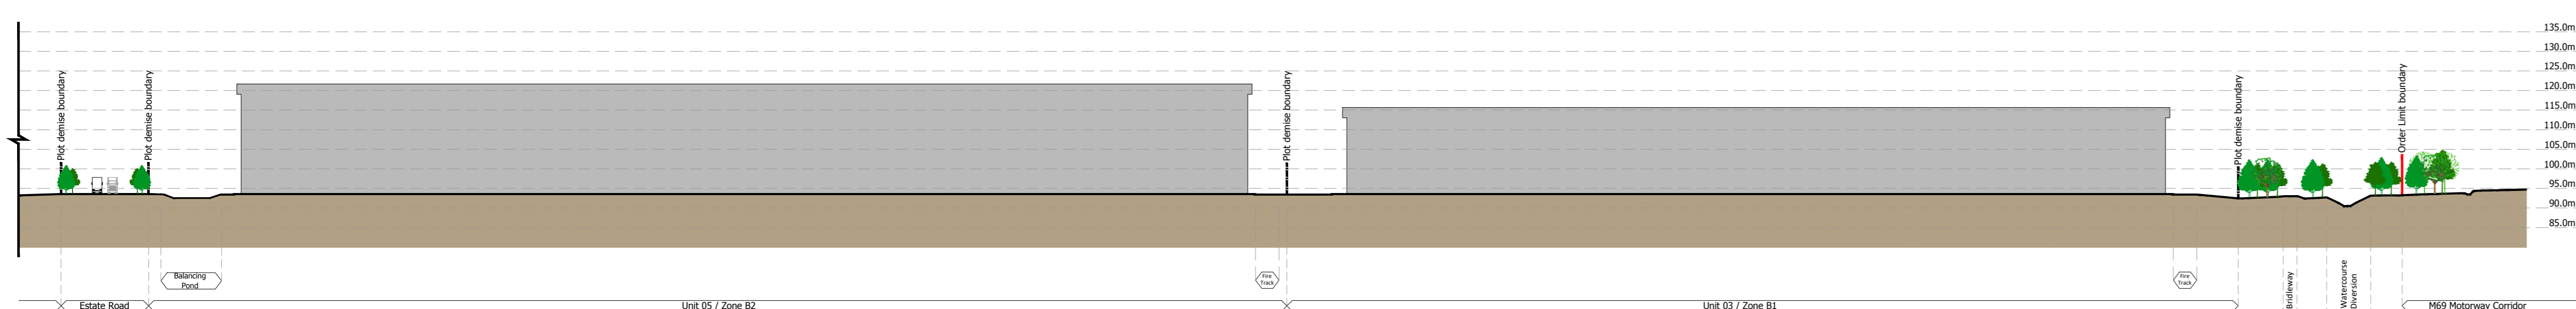 135.0m
130.0m
125.0m
120.0m
115.0m
110.0m
105.0m
100.0m
95.0m
90.0m
85.0m
Plot demise boundary
Plot demise boundary
Plot demise boundary
Plot demise boundary
Order Limit boundary
Balancing
Pond
Fire
Track
Fire
Track
Estate Road
Unit 05 / Zone B2
Unit 03 / Zone B1
Bridleway
Watercourse
Diversion
M69 Motorway Corridor